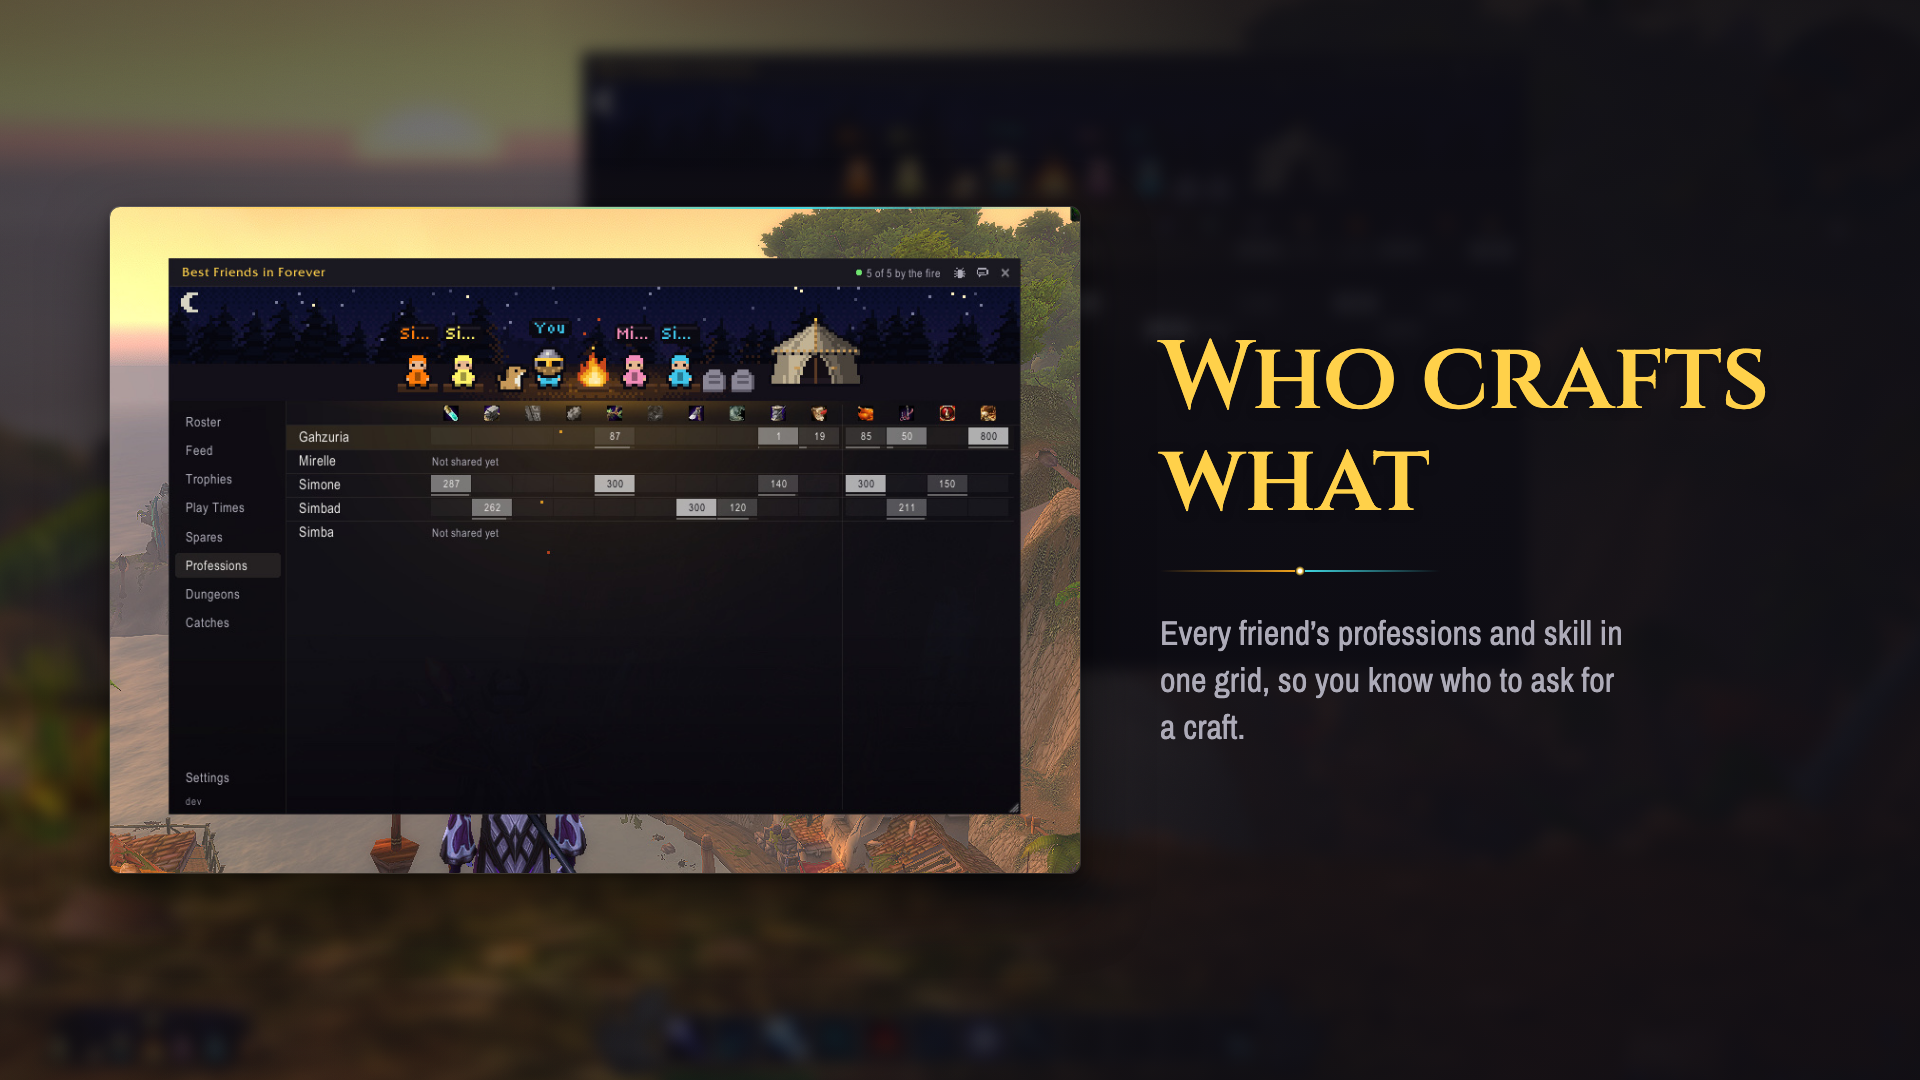 Best Friends in Forever
5 of 5 by the fire
Si...
Si...
You
Mi...
Si...
Roster
Feed
Trophies
Play Times
Spares
Professions
Dungeons
Catches
Settings
dev
Gahzuria 87 1 19 85 50 800
Mirelle Not shared yet
Simone 287 300 140 300 150
Simbad 262 300 120 211
Simba Not shared yet
Who crafts
what
Every friend’s professions and skill in
one grid, so you know who to ask for
a craft.